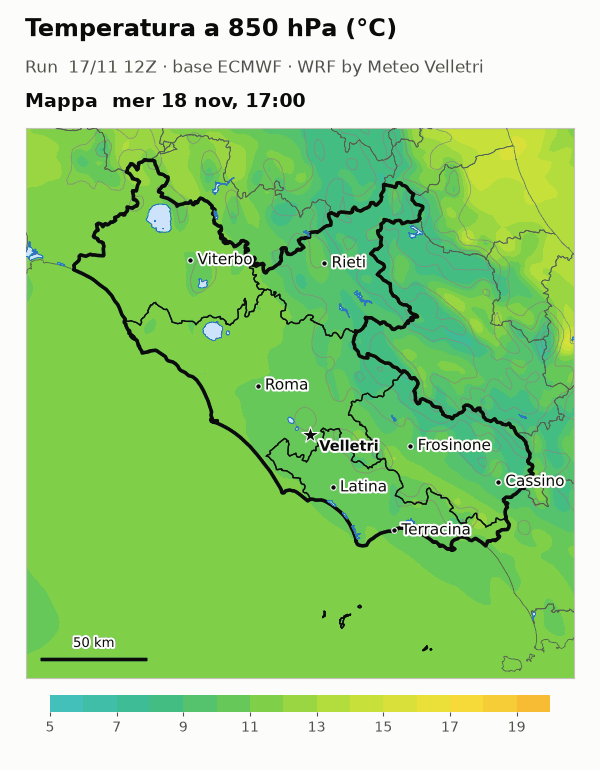 Temperatura a 850 hPa (°C)
Run  17/11 12Z · base ECMWF · WRF by Meteo Velletri
Mappa  mer 18 nov, 17:00
Viterbo
Rieti
Roma
Velletri
Frosinone
Cassino
Latina
Terracina
50 km
5 7 9 11 13 15 17 19